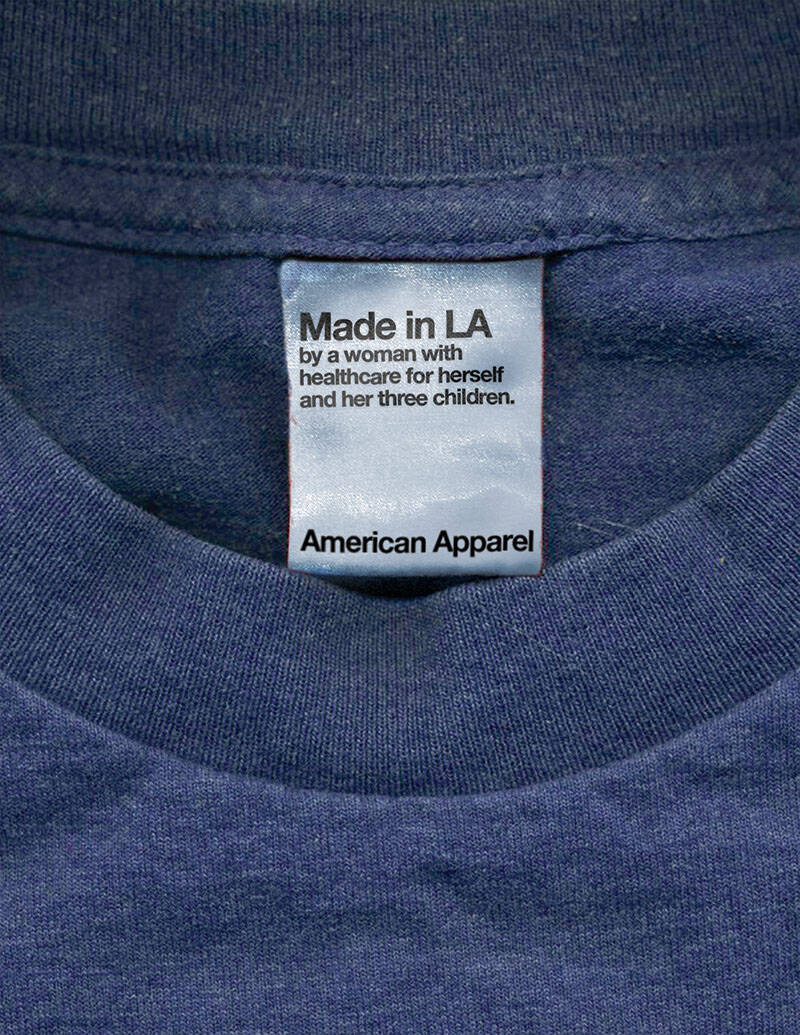 Made in LA
by a woman with
healthcare for herself
and her three children.
American Apparel